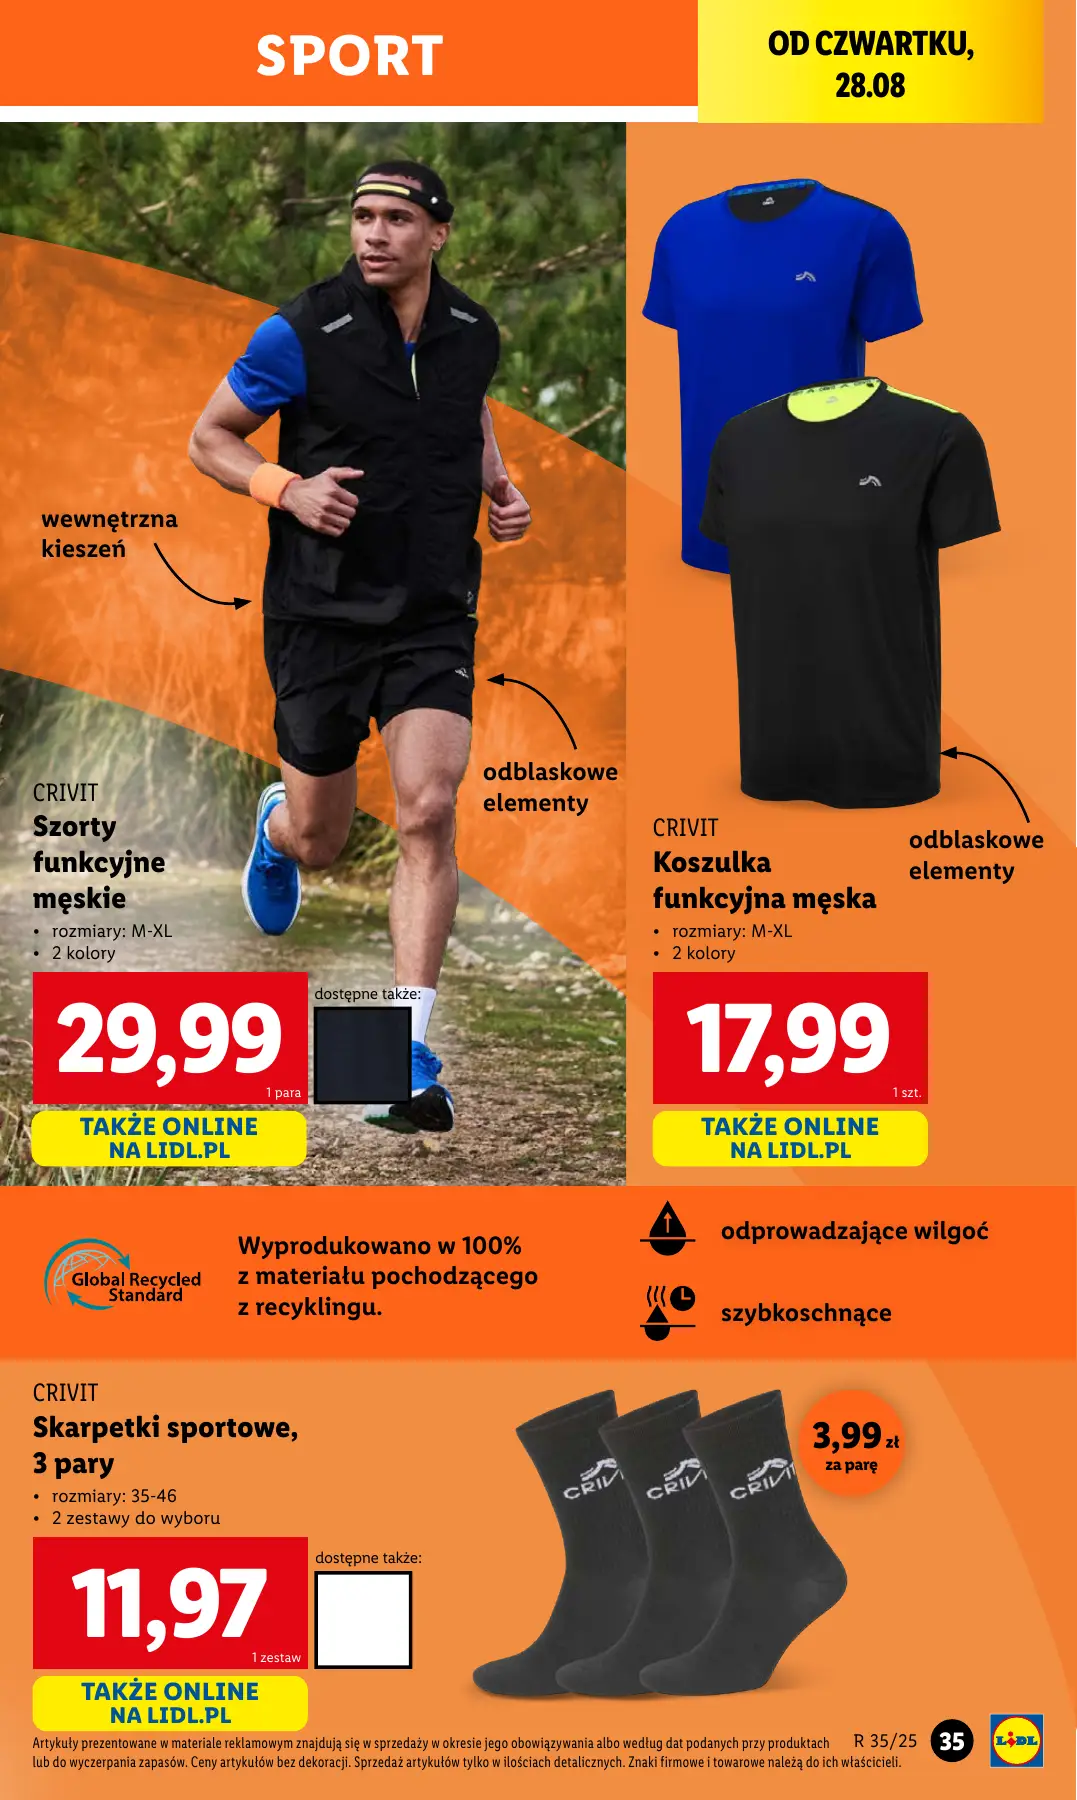 SPORT
OD CZWARTKU,
28.08
wewnętrzna
kieszeń
odblaskowe
elementy
CRIVIT
Szorty
funkcyjne
męskie
• rozmiary: M-XL
• 2 kolory
29,99
1 para
dostępne także:
TAKŻE ONLINE
NA LIDL.PL
odblaskowe
elementy
CRIVIT
Koszulka
funkcyjna męska
• rozmiary: M-XL
• 2 kolory
17,99
1 szt.
TAKŻE ONLINE
NA LIDL.PL
Global Recycled
Standard
Wyprodukowano w 100%
z materiału pochodzącego
z recyklingu.
odprowadzające wilgoć
szybkoschnące
CRIVIT
Skarpetki sportowe,
3 pary
• rozmiary: 35-46
• 2 zestawy do wyboru
11,97
1 zestaw
dostępne także:
TAKŻE ONLINE
NA LIDL.PL
CRIVI
CRIVI
CRIVI
3,99 zł
za parę
Artykuły prezentowane w materiale reklamowym znajdują się w sprzedaży w okresie jego obowiązywania albo według dat podanych przy produktach
lub do wyczerpania zapasów. Ceny artykułów bez dekoracji. Sprzedaż artykułów tylko w ilościach detalicznych. Znaki firmowe i towarowe należą do ich właścicieli.
R 35/25
35
LIDL